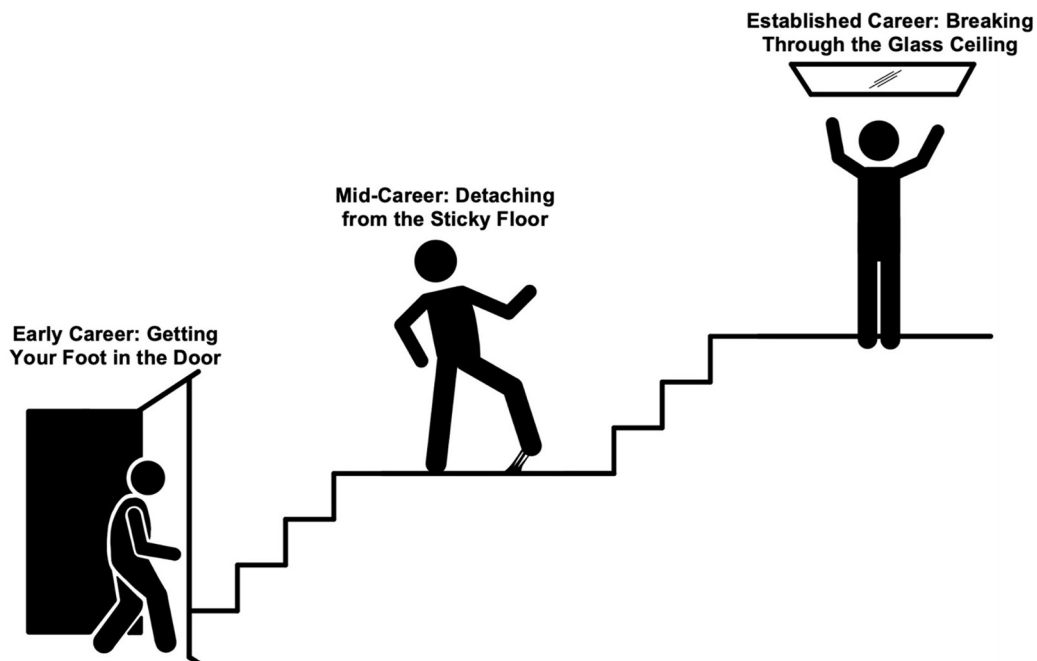 Established Career: Breaking
Through the Glass Ceiling
Mid-Career: Detaching
from the Sticky Floor
Early Career: Getting
Your Foot in the Door